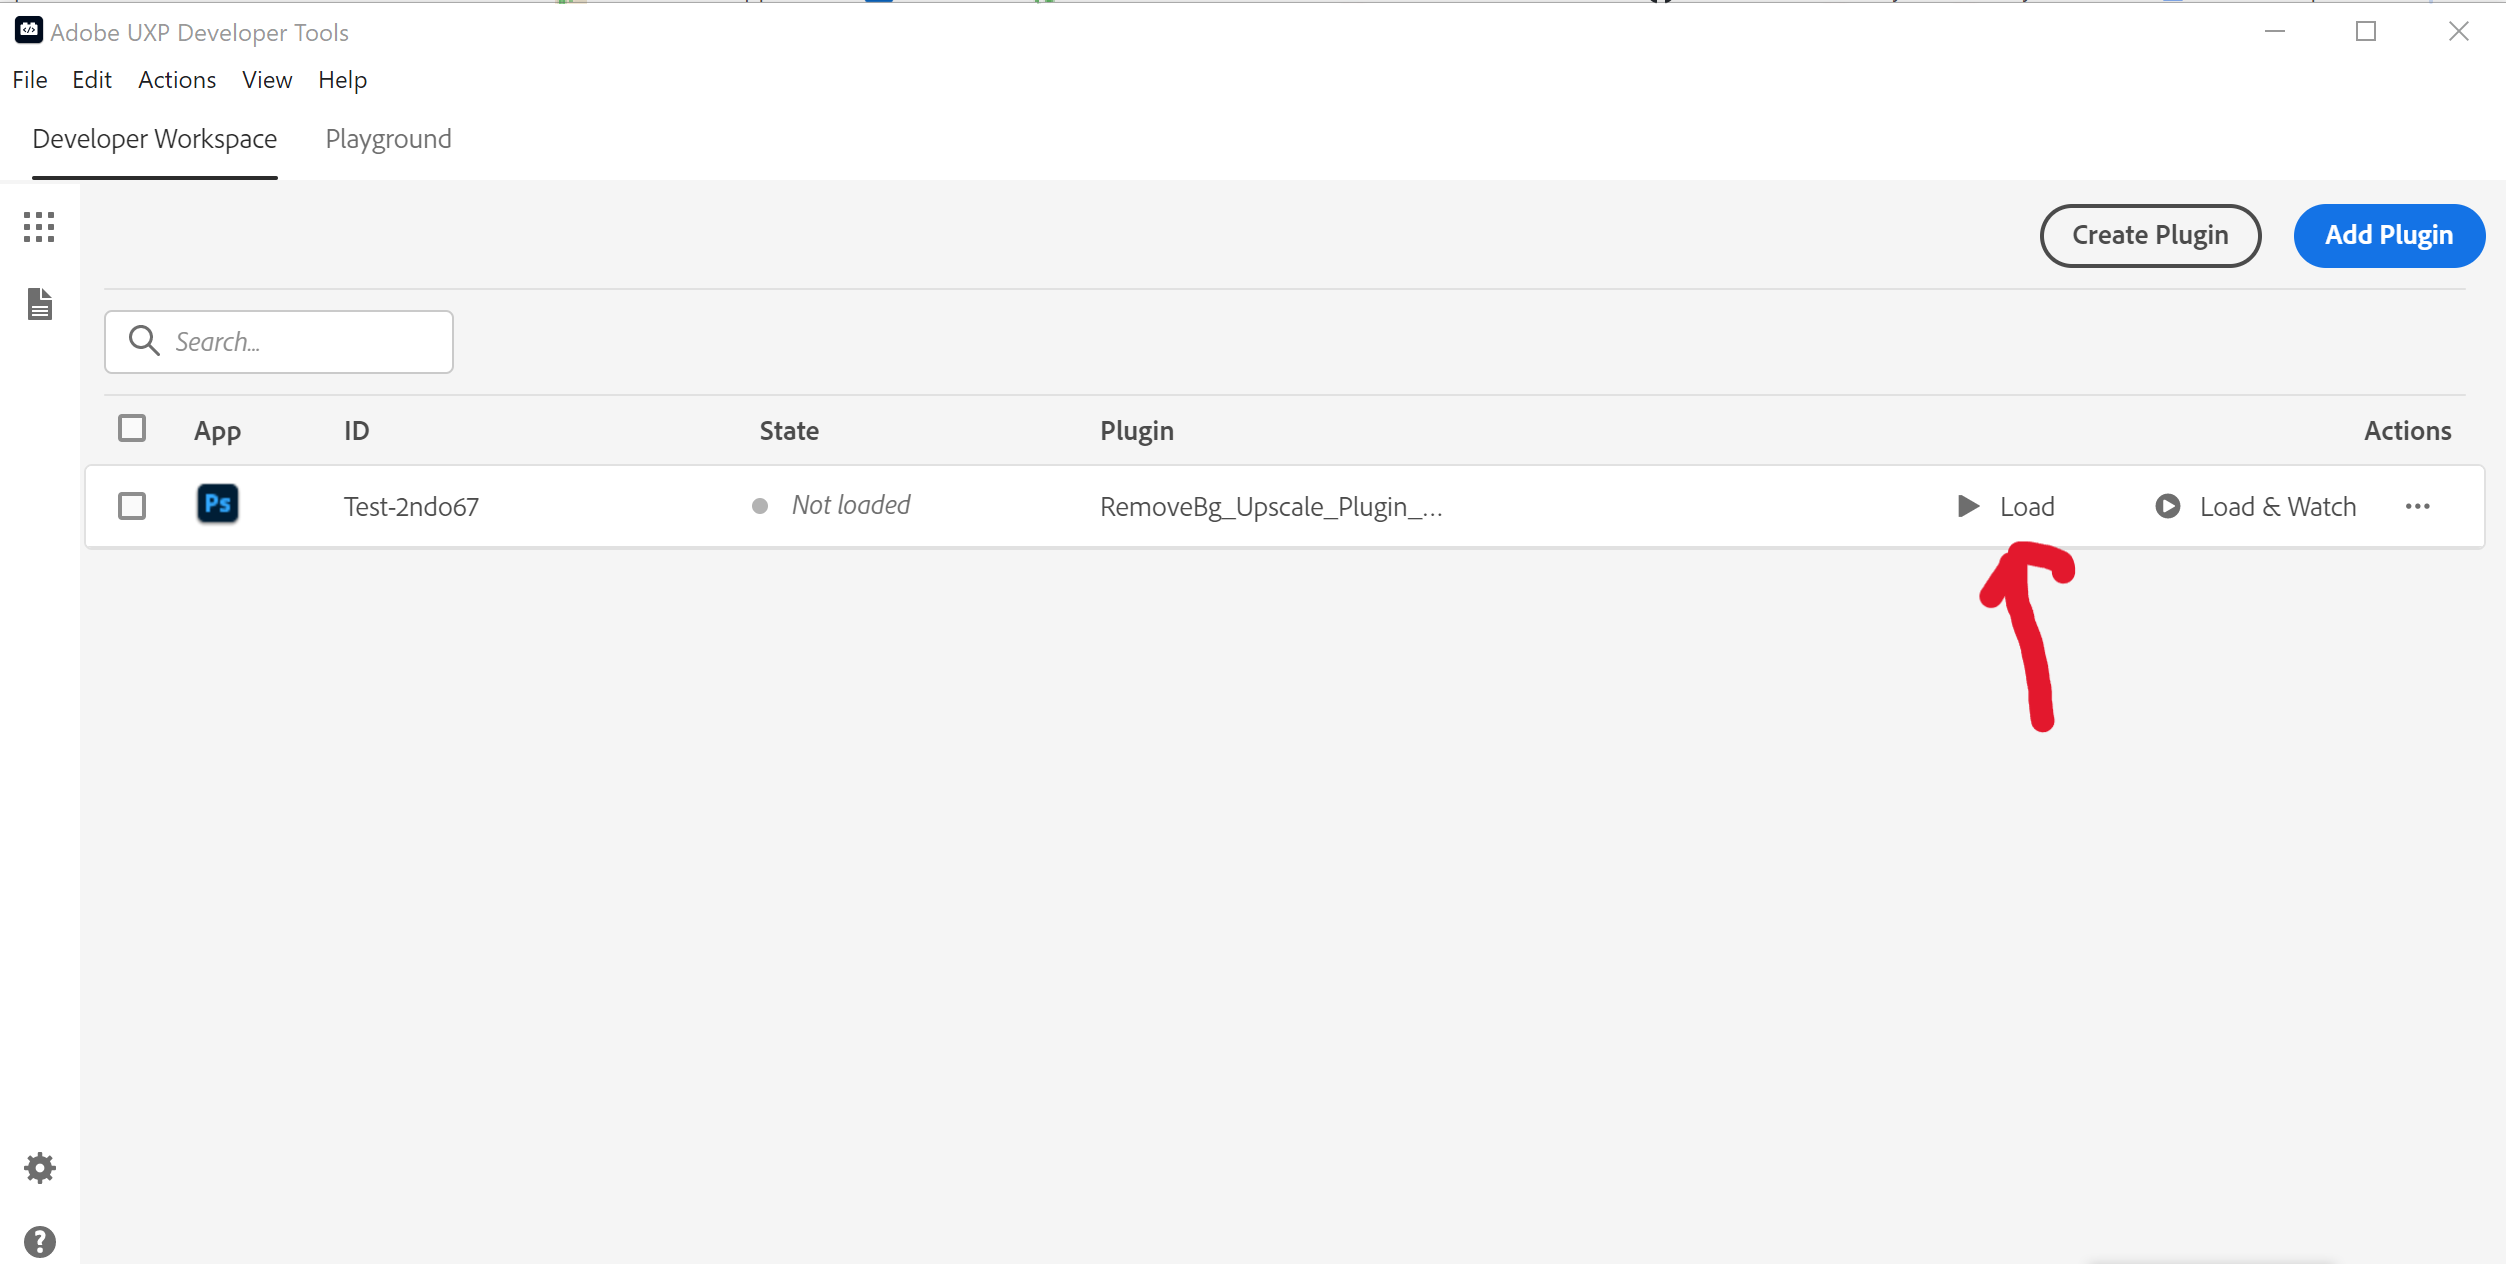 Adobe UXP Developer Tools
File Edit Actions View Help
Developer Workspace Playground
Create Plugin Add Plugin
Search...
App ID State Plugin Actions
Ps Test-2ndo67 Not loaded RemoveBg_Upscale_Plugin_... Load Load & Watch